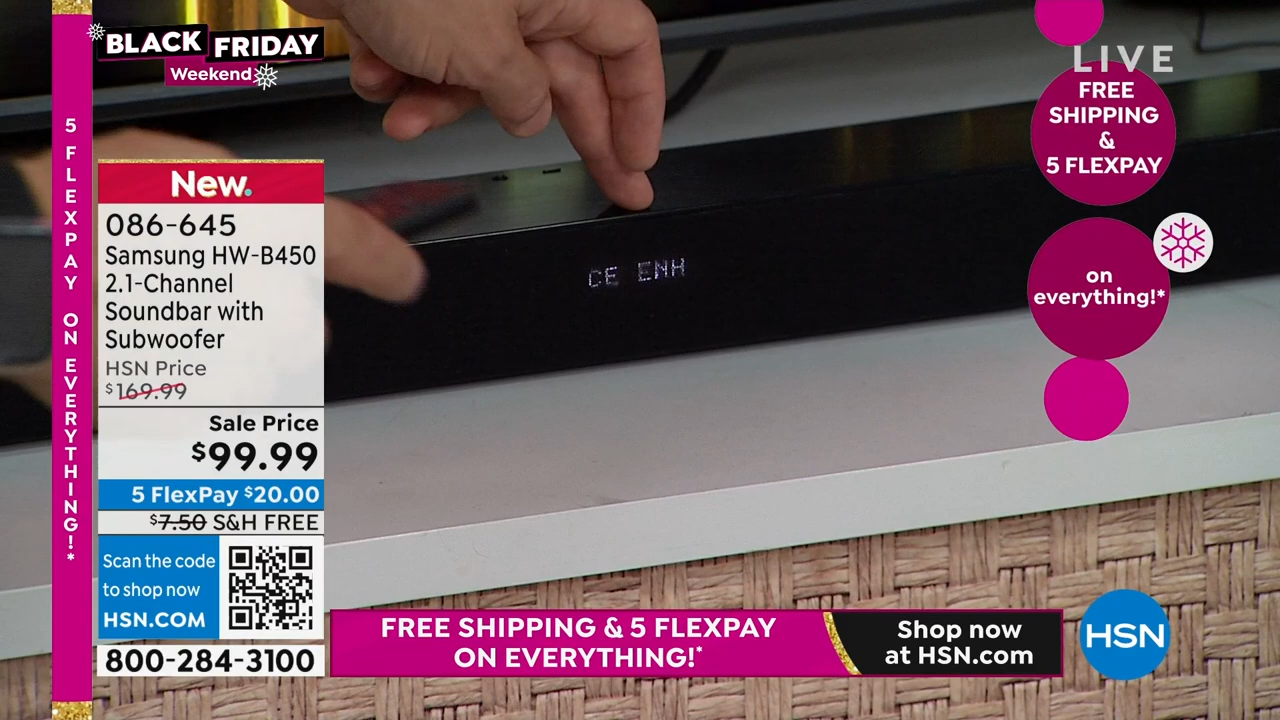 BLACK FRIDAY
Weekend
5 FLEXPAY ON EVERYTHING!*
New.
086-645
Samsung HW-B450
2.1-Channel
Soundbar with
Subwoofer
HSN Price
$169.99
Sale Price
$99.99
5 FlexPay $20.00
$7.50 S&H FREE
Scan the code
to shop now
HSN.COM
800-284-3100
CE ENH
LIVE
FREE
SHIPPING
&
5 FLEXPAY
on
everything!*
FREE SHIPPING & 5 FLEXPAY
ON EVERYTHING!*
Shop now
at HSN.com
HSN